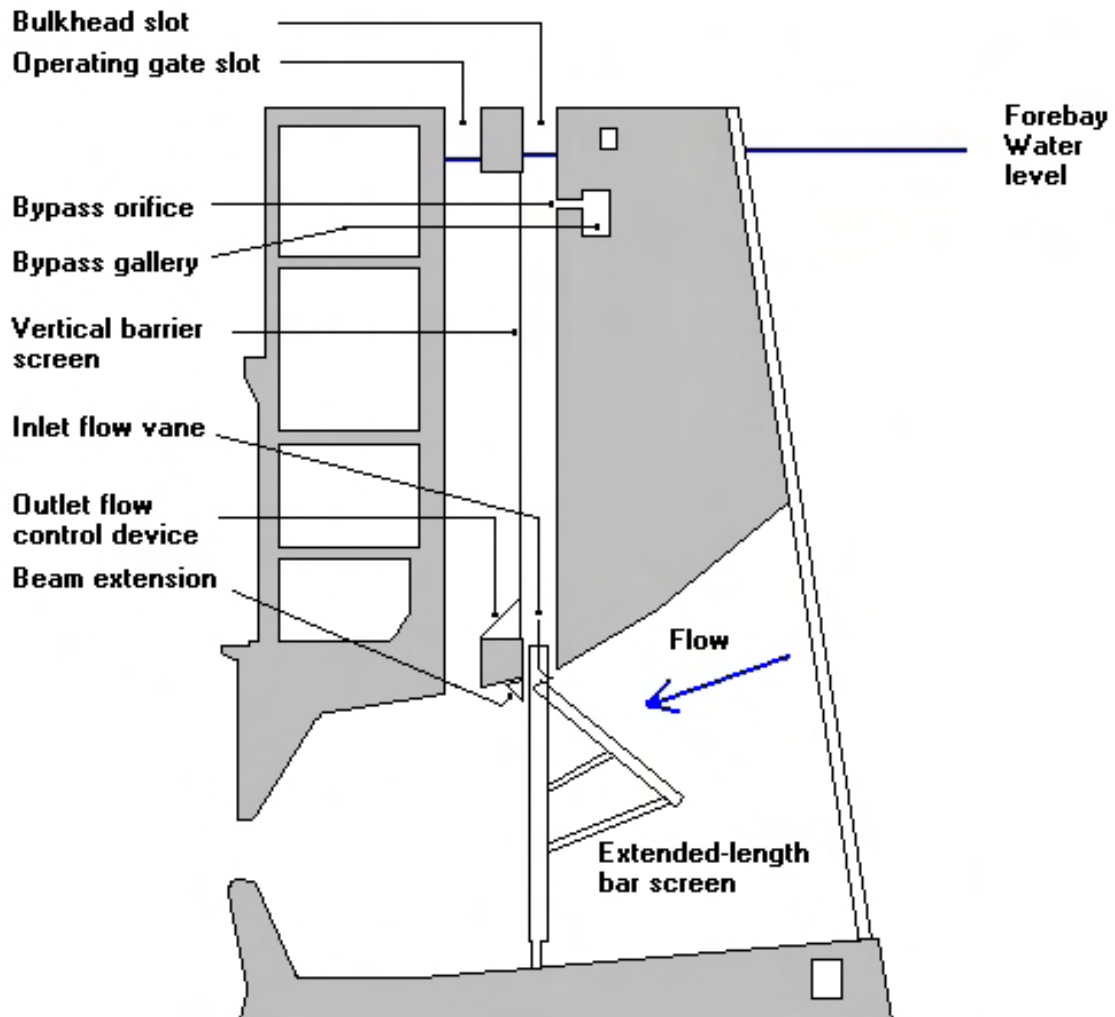 Bulkhead slot
Operating gate slot
Forebay
Water
level
Bypass orifice
Bypass gallery
Vertical barrier
screen
Inlet flow vane
Outlet flow
control device
Beam extension
Flow
Extended-length
bar screen